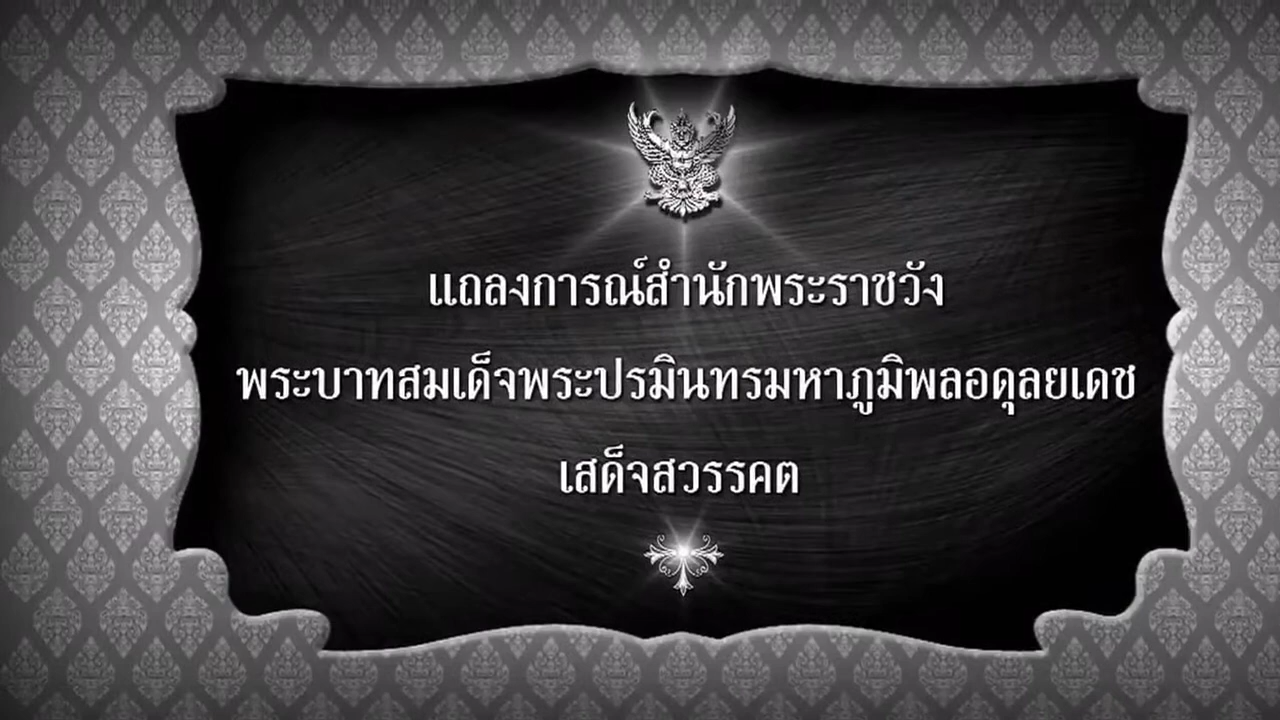 แถลงการณ์สำนักพระราชวัง
พระบาทสมเด็จพระปรมินทรมหาภูมิพลอดุลยเดช
เสด็จสวรรคต